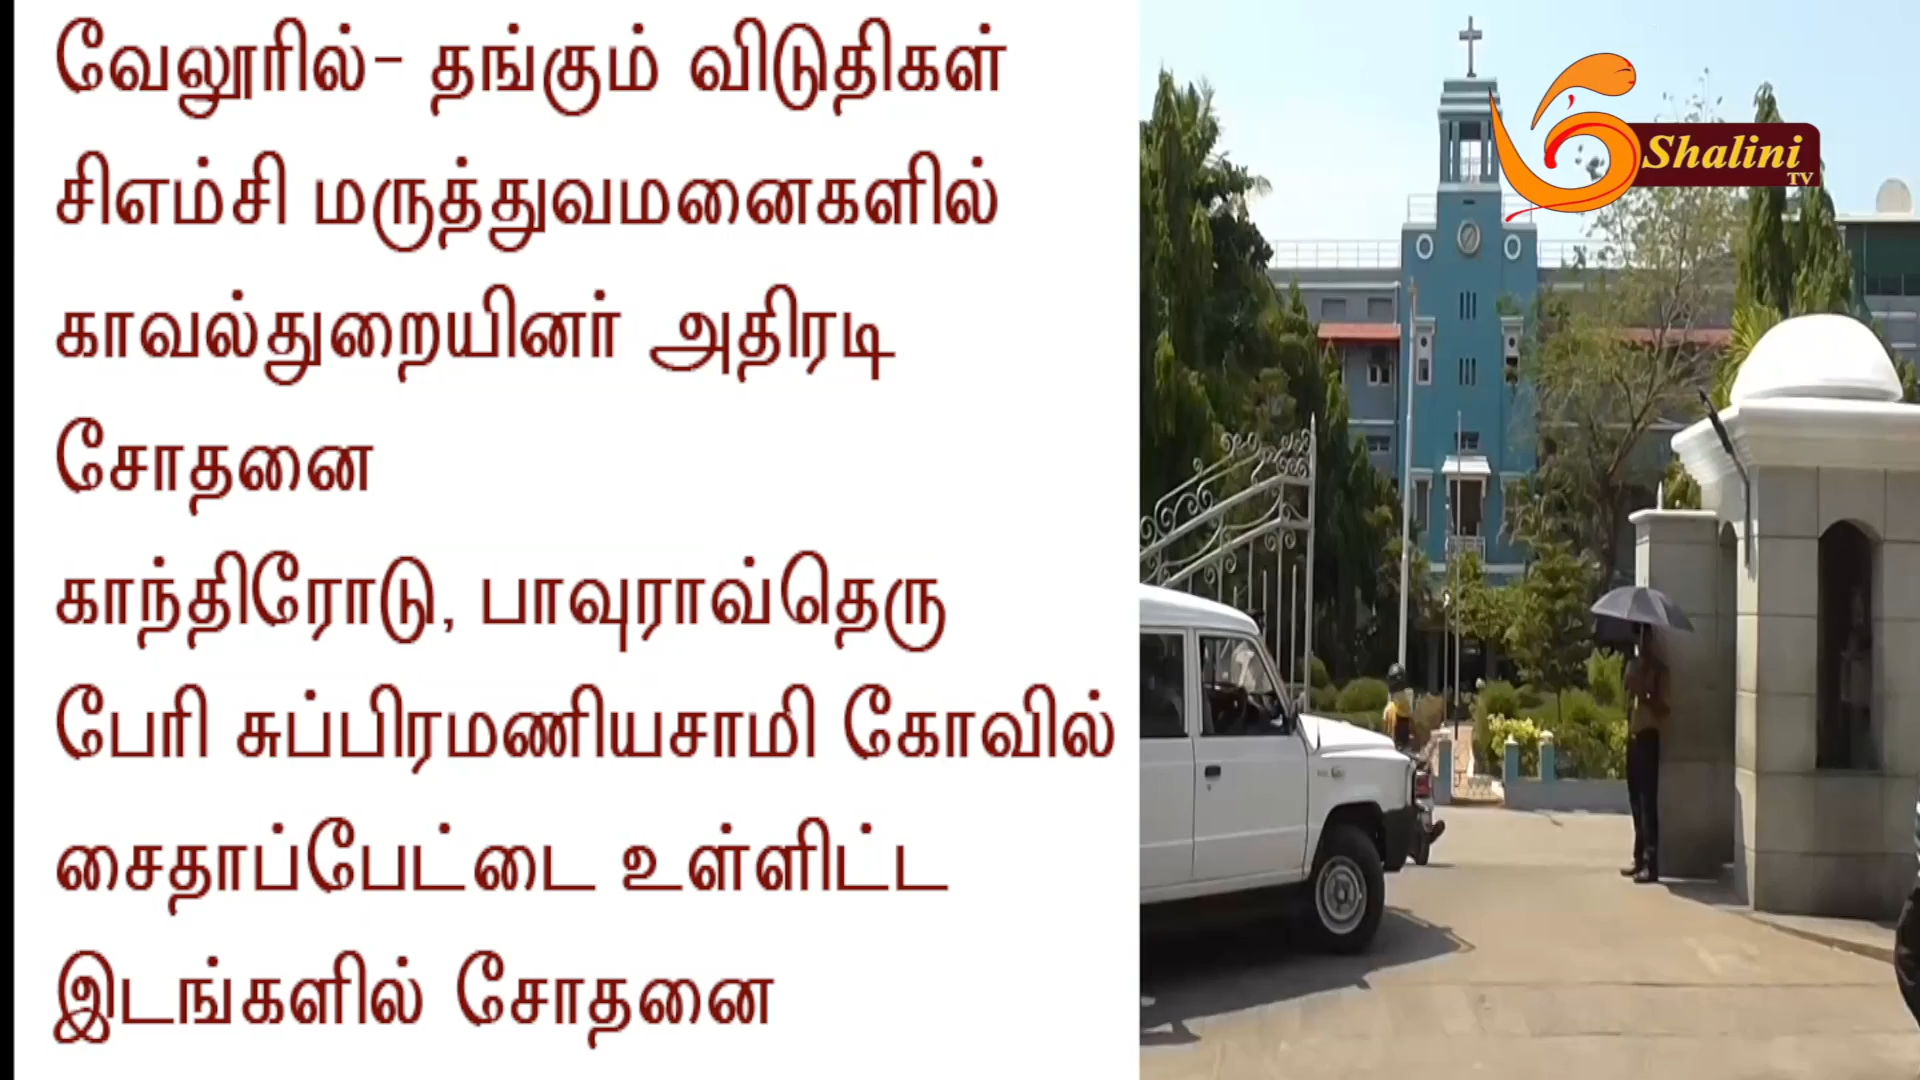 வேலூரில்- தங்கும் விடுதிகள்
சிஎம்சி மருத்துவமனைகளில்
காவல்துறையினர் அதிரடி
சோதனை
காந்திரோடு, பாவுராவ்தெரு
பேரி சுப்பிரமணியசாமி கோவில்
சைதாப்பேட்டை உள்ளிட்ட
இடங்களில் சோதனை
Shalini
TV